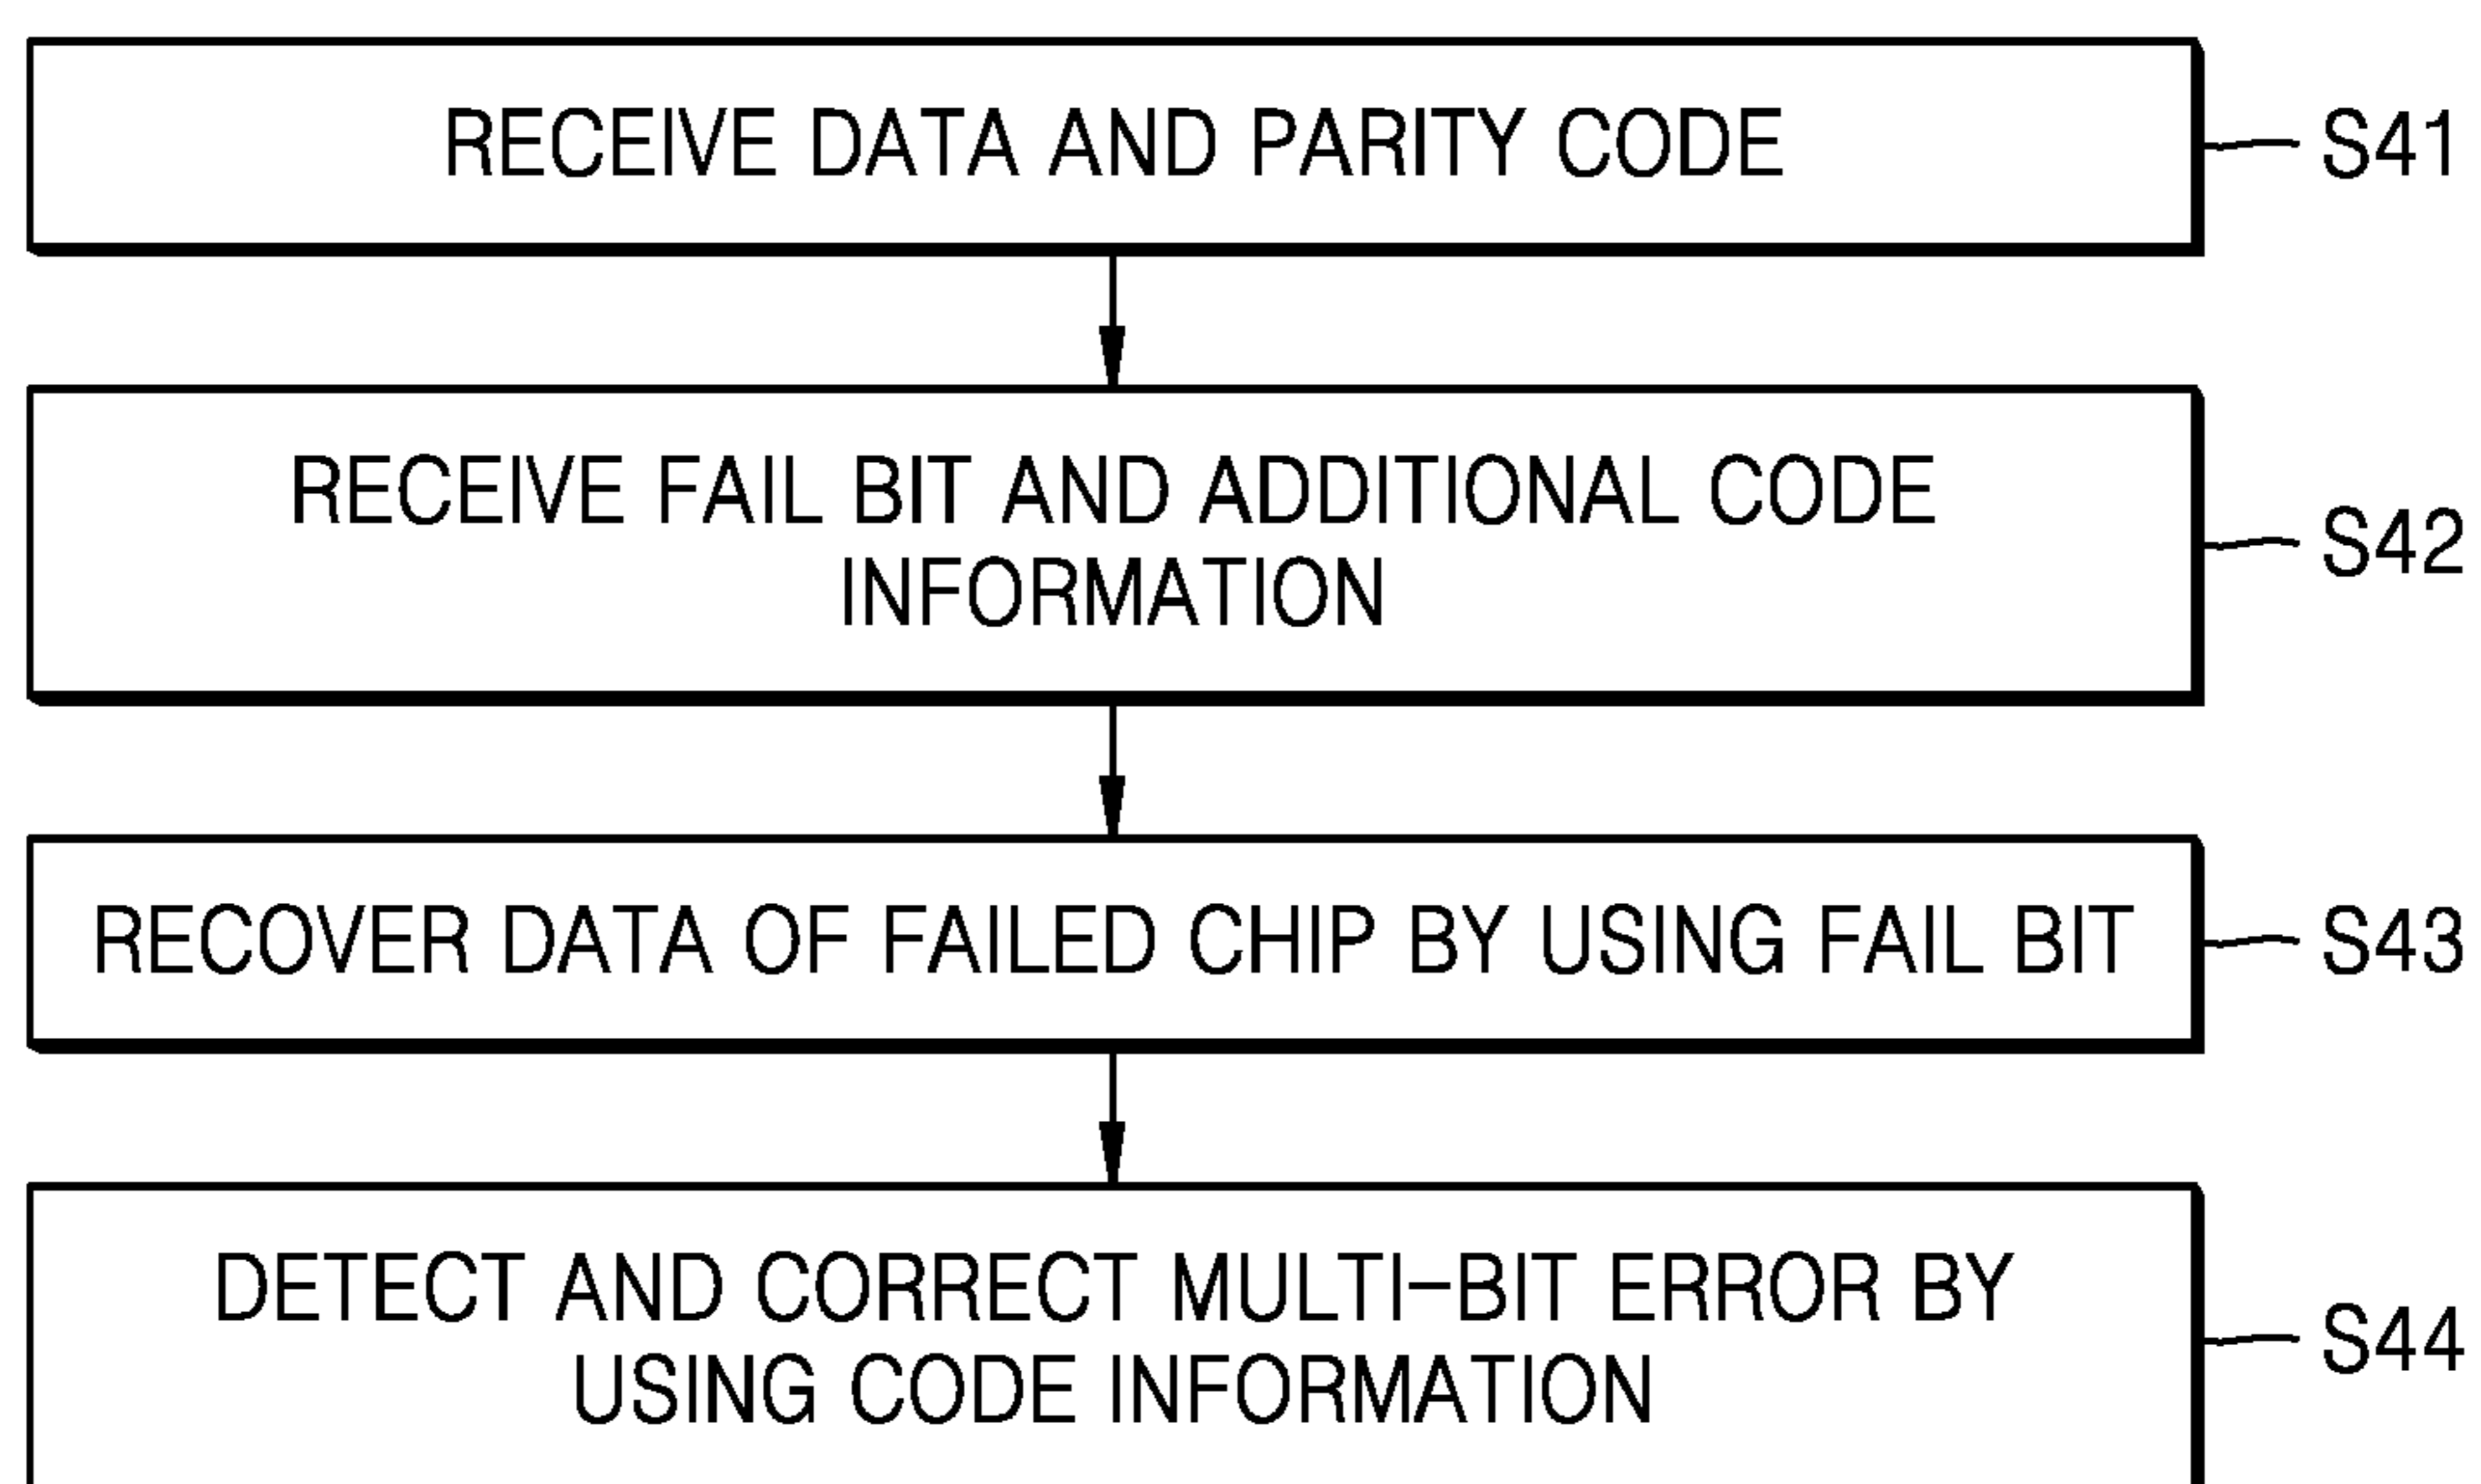 RECEIVE DATA AND PARITY CODE
S41
RECEIVE FAIL BIT AND ADDITIONAL CODE
INFORMATION
S42
RECOVER DATA OF FAILED CHIP BY USING FAIL BIT
S43
DETECT AND CORRECT MULTI-BIT ERROR BY
USING CODE INFORMATION
S44